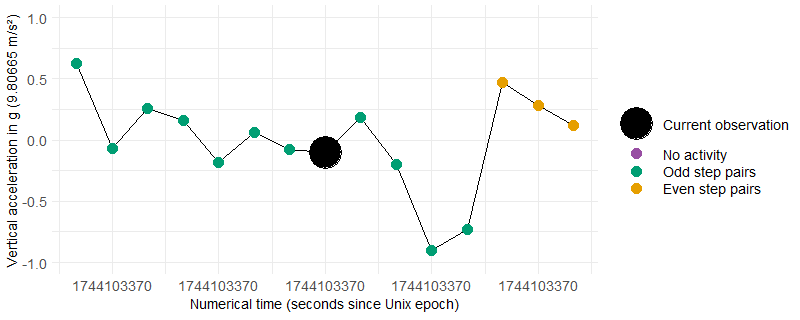 Vertical acceleration in g (9.80665 m/s²)
1.0
0.5
0.0
-0.5
-1.0
1744103370 1744103370 1744103370 1744103370 1744103370
Numerical time (seconds since Unix epoch)
Current observation
No activity
Odd step pairs
Even step pairs